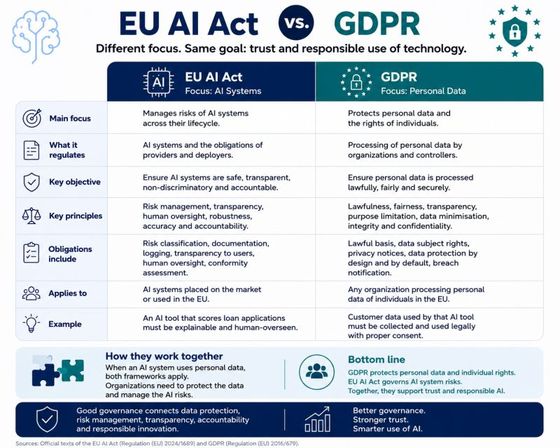 EU AI Act vs. GDPR
Different focus. Same goal: trust and responsible use of technology.
AI
EU AI Act
Focus: AI Systems
GDPR
Focus: Personal Data
Main focus
Manages risks of AI systems
across their lifecycle.
Protects personal data and
the rights of individuals.
What it
regulates
AI systems and the obligations of
providers and deployers.
Processing of personal data by
organizations and controllers.
Key objective
Ensure AI systems are safe, transparent,
non-discriminatory and accountable.
Ensure personal data is processed
lawfully, fairly and securely.
Key principles
Risk management, transparency,
human oversight, robustness,
accuracy and accountability.
Lawfulness, fairness, transparency,
purpose limitation, data minimisation,
integrity and confidentiality.
Obligations
include
Risk classification, documentation,
logging, transparency to users,
human oversight, conformity
assessment.
Lawful basis, data subject rights,
privacy notices, data protection by
design and by default, breach
notification.
Applies to
AI systems placed on the market
or used in the EU.
Any organization processing personal
data of individuals in the EU.
Example
An AI tool that scores loan applications
must be explainable and human-overseen.
Customer data used by that AI tool
must be collected and used legally
with proper consent.
How they work together
When an AI system uses personal data,
both frameworks apply.
Organizations need to protect the data
and manage the AI risks.
Bottom line
GDPR protects personal data and individual rights.
EU AI Act governs AI system risks.
Together, they support trust and responsible AI.
Good governance connects data protection,
risk management, transparency, accountability
and responsible innovation.
Better governance.
Stronger trust.
Smarter use of AI.
Sources: Official texts of the EU AI Act (Regulation (EU) 2024/1689) and GDPR (Regulation (EU) 2016/679).